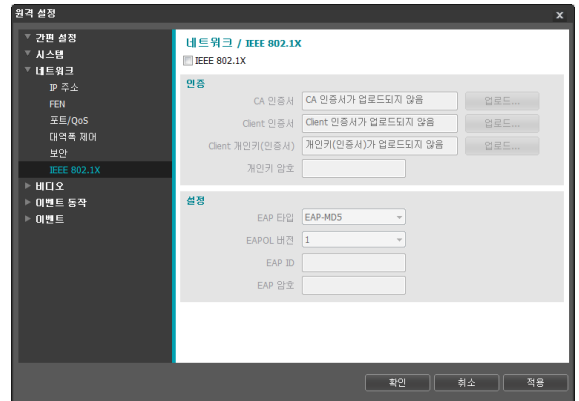 원격 설정
x
간편 설정
시스템
네트워크
IP 주소
FEN
포트/QoS
대역폭 제어
보안
IEEE 802.1X
비디오
이벤트 동작
이벤트
네트워크 / IEEE 802.1X
IEEE 802.1X
인증
CA 인증서 CA 인증서가 업로드되지 않음 업로드...
Client 인증서 Client 인증서가 업로드되지 않음 업로드...
Client 개인키(인증서) 개인키(인증서)가 업로드되지 않음 업로드...
개인키 암호
설정
EAP 타입 EAP-MD5
EAPOL 버전 1
EAP ID
EAP 암호
확인 취소 적용